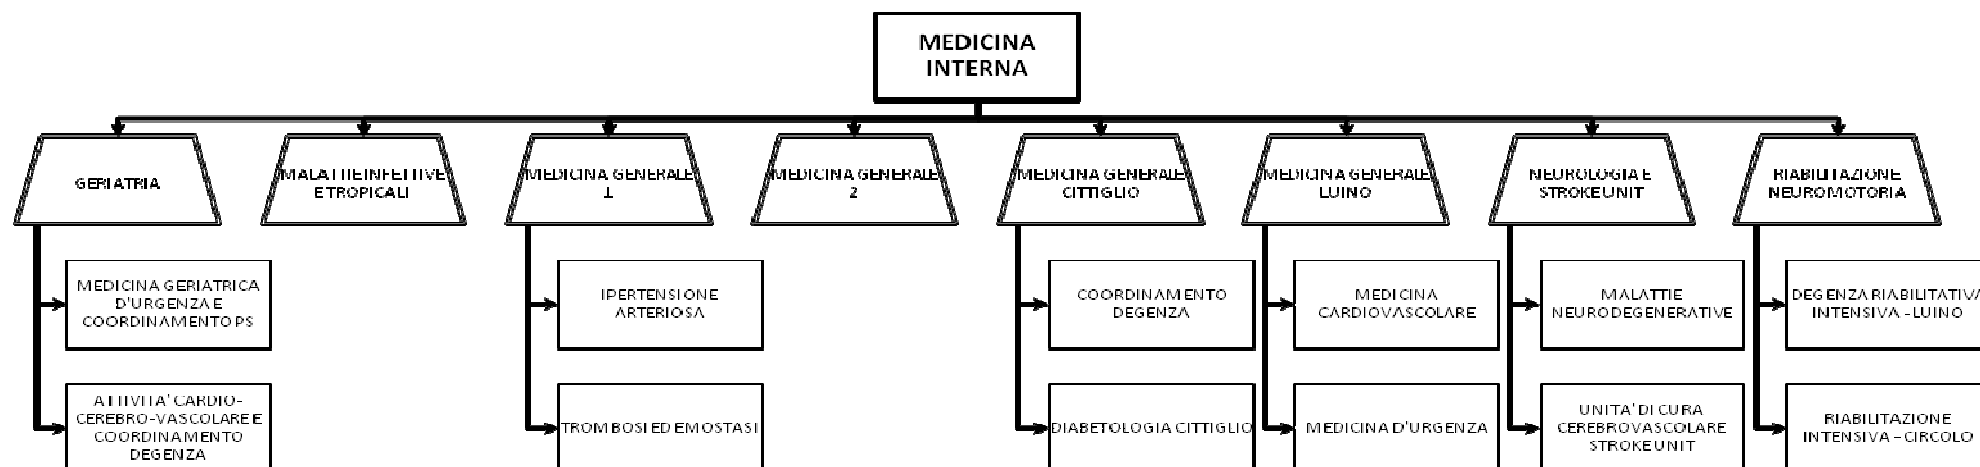 MEDICINA
INTERNA
GERIATRIA
MALATTIE INFETTIVE
E TROPICALI
MEDICINA GENERALE
1
MEDICINA GENERALE
2
MEDICINA GENERALE
CITTIGLIO
MEDICINA GENERALE
LUINO
NEUROLOGIA E
STROKE UNIT
RIABILITAZIONE
NEUROMOTORIA
MEDICINA GERIATRICA
D'URGENZA E
COORDINAMENTO PS
IPERTENSIONE
ARTERIOSA
COORDINAMENTO
DEGENZA
MEDICINA
CARDIOVASCOLARE
MALATTIE
NEURODEGENERATIVE
DEGENZA RIABILITATIVA
INTENSIVA - LUINO
ATTIVITA' CARDIO-
CEREBRO-VASCOLARE E
COORDINAMENTO
DEGENZA
TROMBOSI ED EMOSTASI
DIABETOLOGIA CITTIGLIO
MEDICINA D'URGENZA
UNITA' DI CURA
CEREBROVASCOLARE
STROKE UNIT
RIABILITAZIONE
INTENSIVA - CIRCOLO